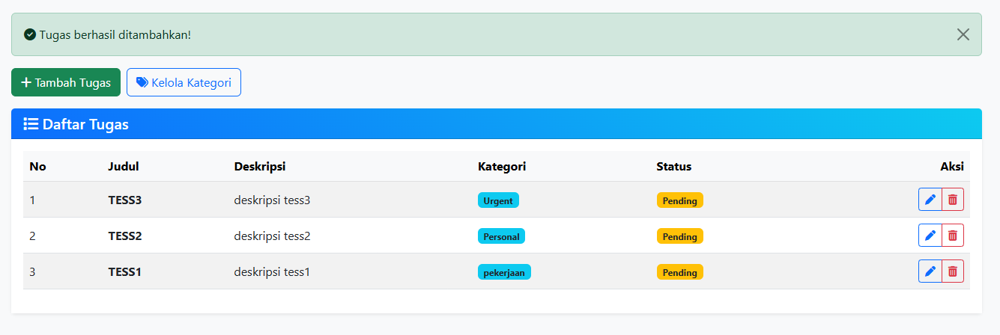 Tugas berhasil ditambahkan!
Tambah Tugas Kelola Kategori
Daftar Tugas
No Judul Deskripsi Kategori Status Aksi
1 TESS3 deskripsi tess3 Urgent Pending
2 TESS2 deskripsi tess2 Personal Pending
3 TESS1 deskripsi tess1 pekerjaan Pending